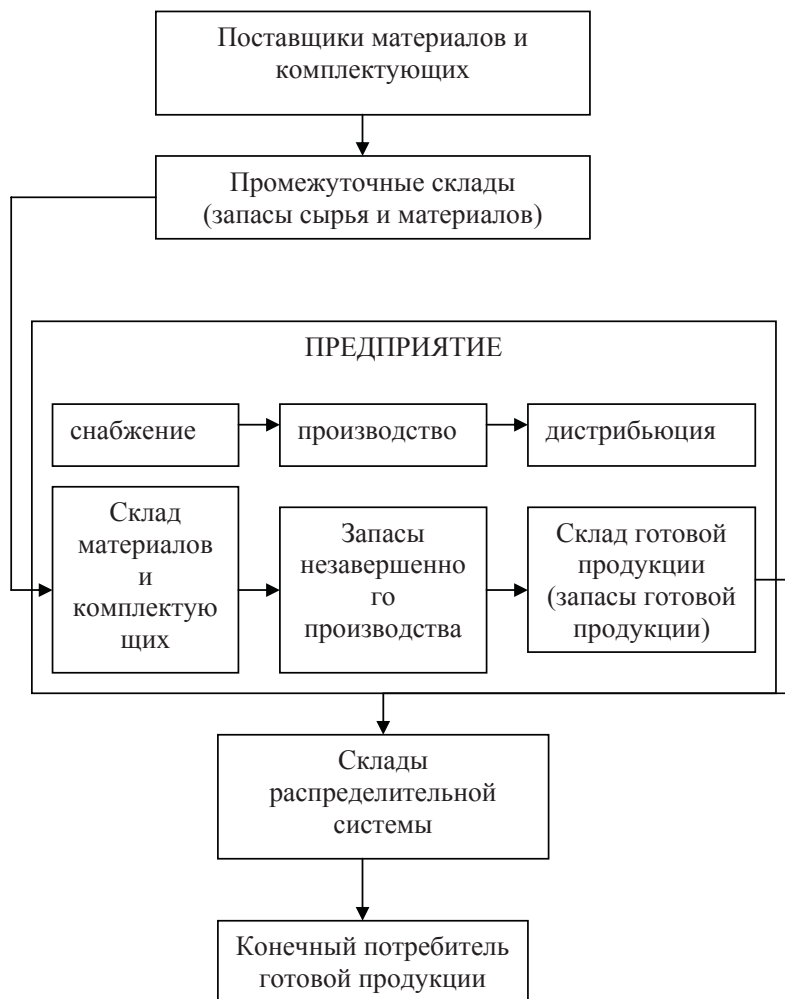 Поставщики материалов и
комплектующих
Промежуточные склады
(запасы сырья и материалов)
ПРЕДПРИЯТИЕ
снабжение
производство
дистрибьюция
Склад
материалов
и
комплектую
щих
Запасы
незавершенно
го
производства
Склад готовой
продукции
(запасы готовой
продукции)
Склады
распределительной
системы
Конечный потребитель
готовой продукции